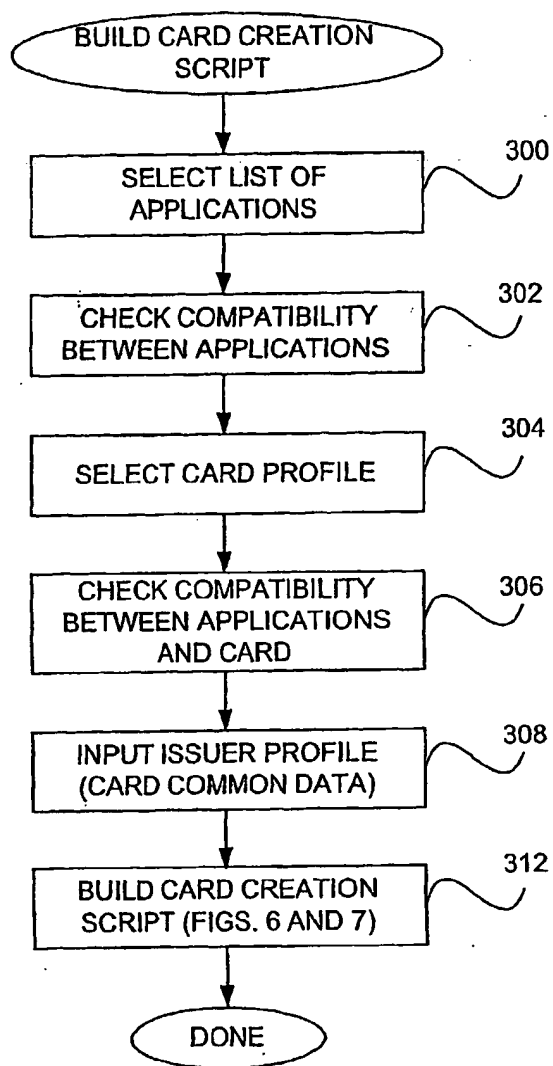 BUILD CARD CREATION
SCRIPT
300
SELECT LIST OF
APPLICATIONS
302
CHECK COMPATIBILITY
BETWEEN APPLICATIONS
304
SELECT CARD PROFILE
306
CHECK COMPATIBILITY
BETWEEN APPLICATIONS
AND CARD
308
INPUT ISSUER PROFILE
(CARD COMMON DATA)
312
BUILD CARD CREATION
SCRIPT (FIGS. 6 AND 7)
DONE